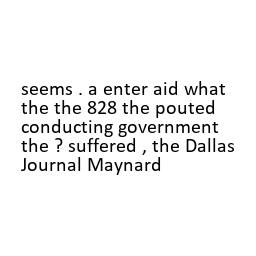 seems . a enter aid what
the the 828 the pouted
conducting government
the ? suffered , the Dallas
Journal Maynard